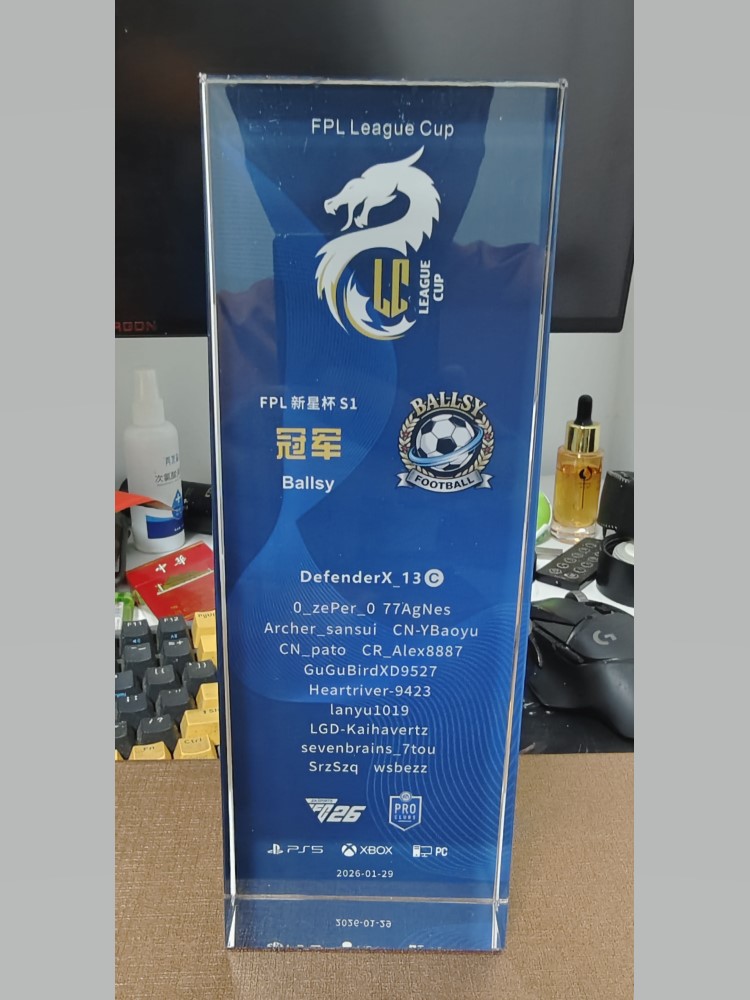 FPL League Cup
LC
LEAGUE
CUP
FPL 新星杯 S1
冠军
Ballsy
BALLSY
FOOTBALL
DefenderX_13 C
0_zePer_0 77AgNes
Archer_sansui CN-YBaoyu
CN_pato CR_Alex8887
GuGuBirdXD9527
Heartriver-9423
lanyu1019
LGD-Kaihavertz
sevenbrains_7tou
SrzSzq wsbezz
26
PRO
CLUBS
PS5 XBOX PC
2026-01-29
F11
F12